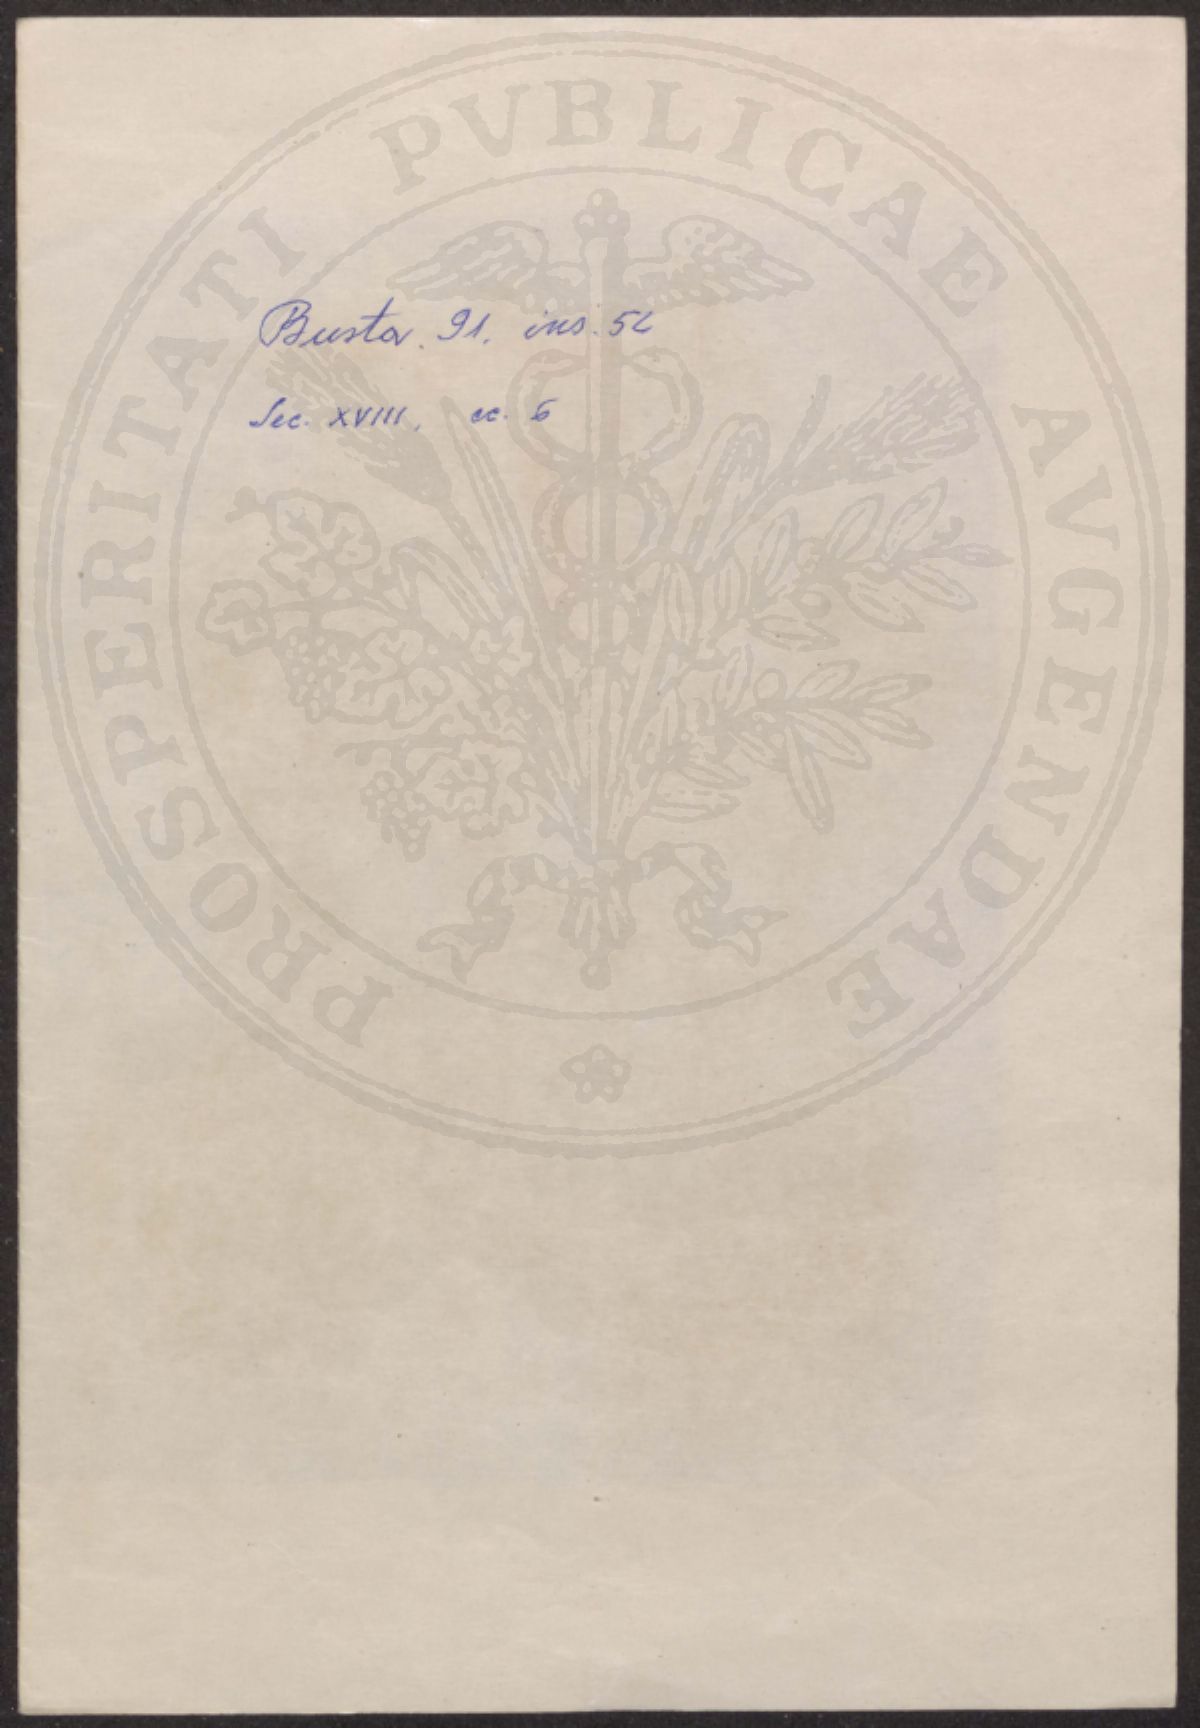 PROSPERITATI PVBLICAE AVGENDAE
Busta. 91. ins. 52
Sec. XVIII, cc. 6